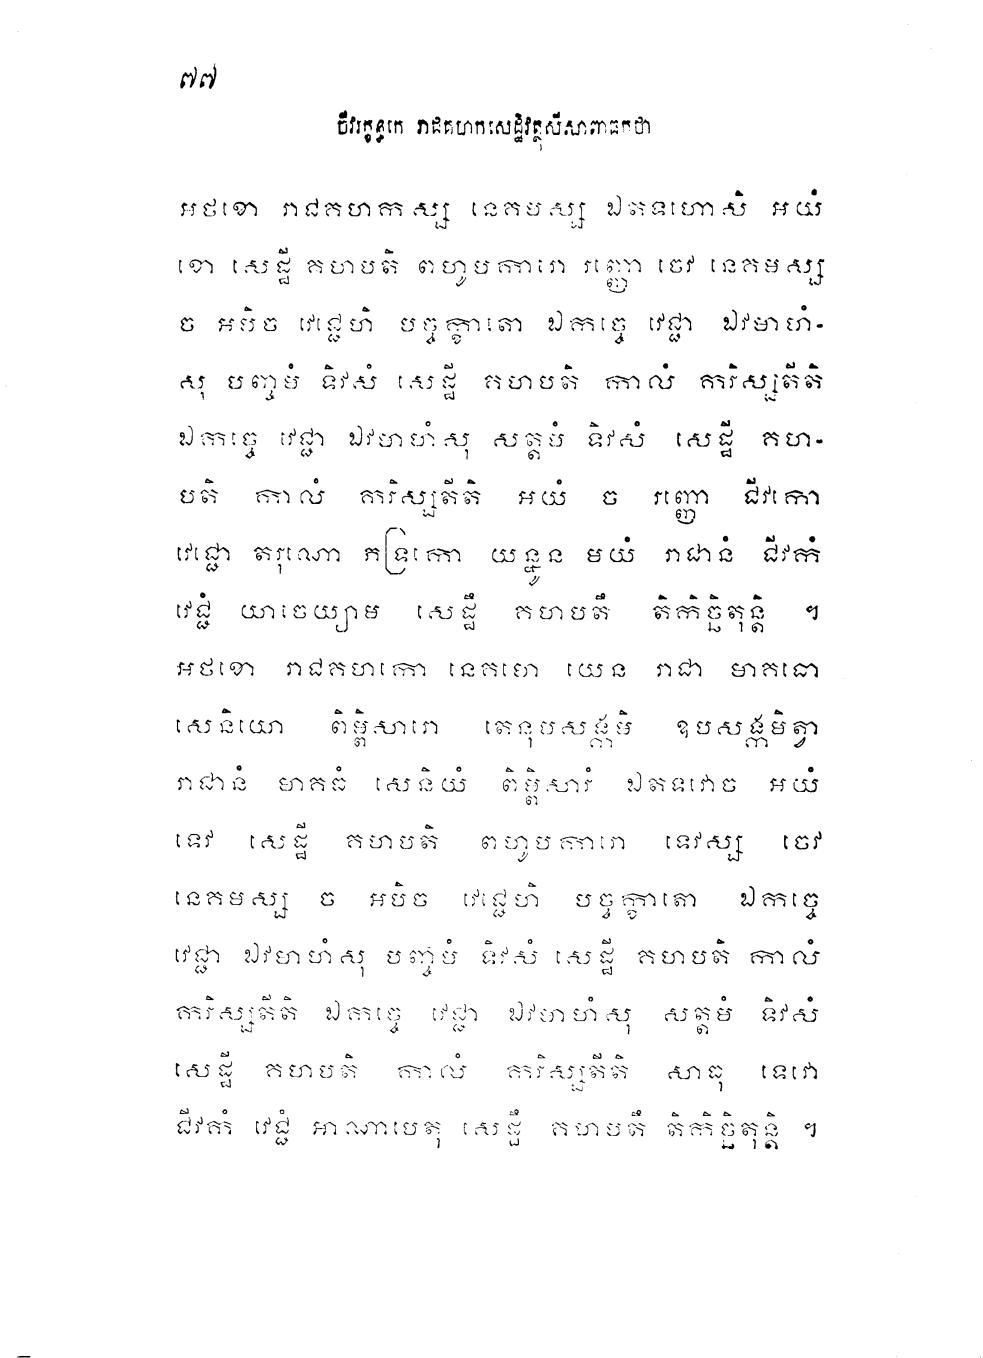 ៧៧
ចីវរក្ខន្ធកេ រាជគហកសេដ្ឋិវត្ថុសីសាពាធកថា
អថខោ រាជគហកាស្ស នេគមស្ស ឯតទហោសិ អយំ
ខោ សេដ្ឋី គហបតិ ពហូបការោ រញ្ញោ ចេវ នេគមស្ស
ច អបិច វេជ្ជេហិ បច្ចក្ខាតោ ឯកច្ចេ វេជ្ជា ឯវមាហំ-
សុ បញ្ចមំ ទិវសំ សេដ្ឋី គហបតិ កាលំ ការិស្សតីតិ
ឯកច្ចេ វេជ្ជា ឯវមាហំសុ សត្តមំ ទិវសំ សេដ្ឋី គហ-
បតិ កាលំ ការិស្សតីតិ អយំ ច រញ្ញោ ជីវកោ
វេជ្ជោ តរុណោ ភទ្រកោ យន្នូន មយំ រាជានំ ជីវកំ
វេជ្ជំ យាចេយ្យាម សេដ្ឋឹ គហបតឹ តិកិច្ឆិតុន្តិ ។
អថខោ រាជគហកោ នេគមោ យេន រាជា មាគធោ
សេនិយោ ពិម្ពិសារោ តេនុបសង្កមិ ឧបសង្កមិត្វា
រាជានំ មាគធំ សេនិយំ ពិម្ពិសារំ ឯតទវោច អយំ
ទេវ សេដ្ឋី គហបតិ ពហូបការោ ទេវស្ស ចេវ
នេគមស្ស ច អបិច វេជ្ជេហិ បច្ចក្ខាតោ ឯកច្ចេ
វេជ្ជា ឯវមាហំសុ បញ្ចមំ ទិវសំ សេដ្ឋី គហបតិ កាលំ
ការិស្សតីតិ ឯកច្ចេ វេជ្ជា ឯវមាហំសុ សត្តមំ ទិវសំ
សេដ្ឋី គហបតិ កាលំ ការិស្សតីតិ សាធុ ទេវោ
ជីវកំ វេជ្ជំ អាណាបេតុ សេដ្ឋឹ គហបតឹ តិកិច្ឆិតុន្តិ ។